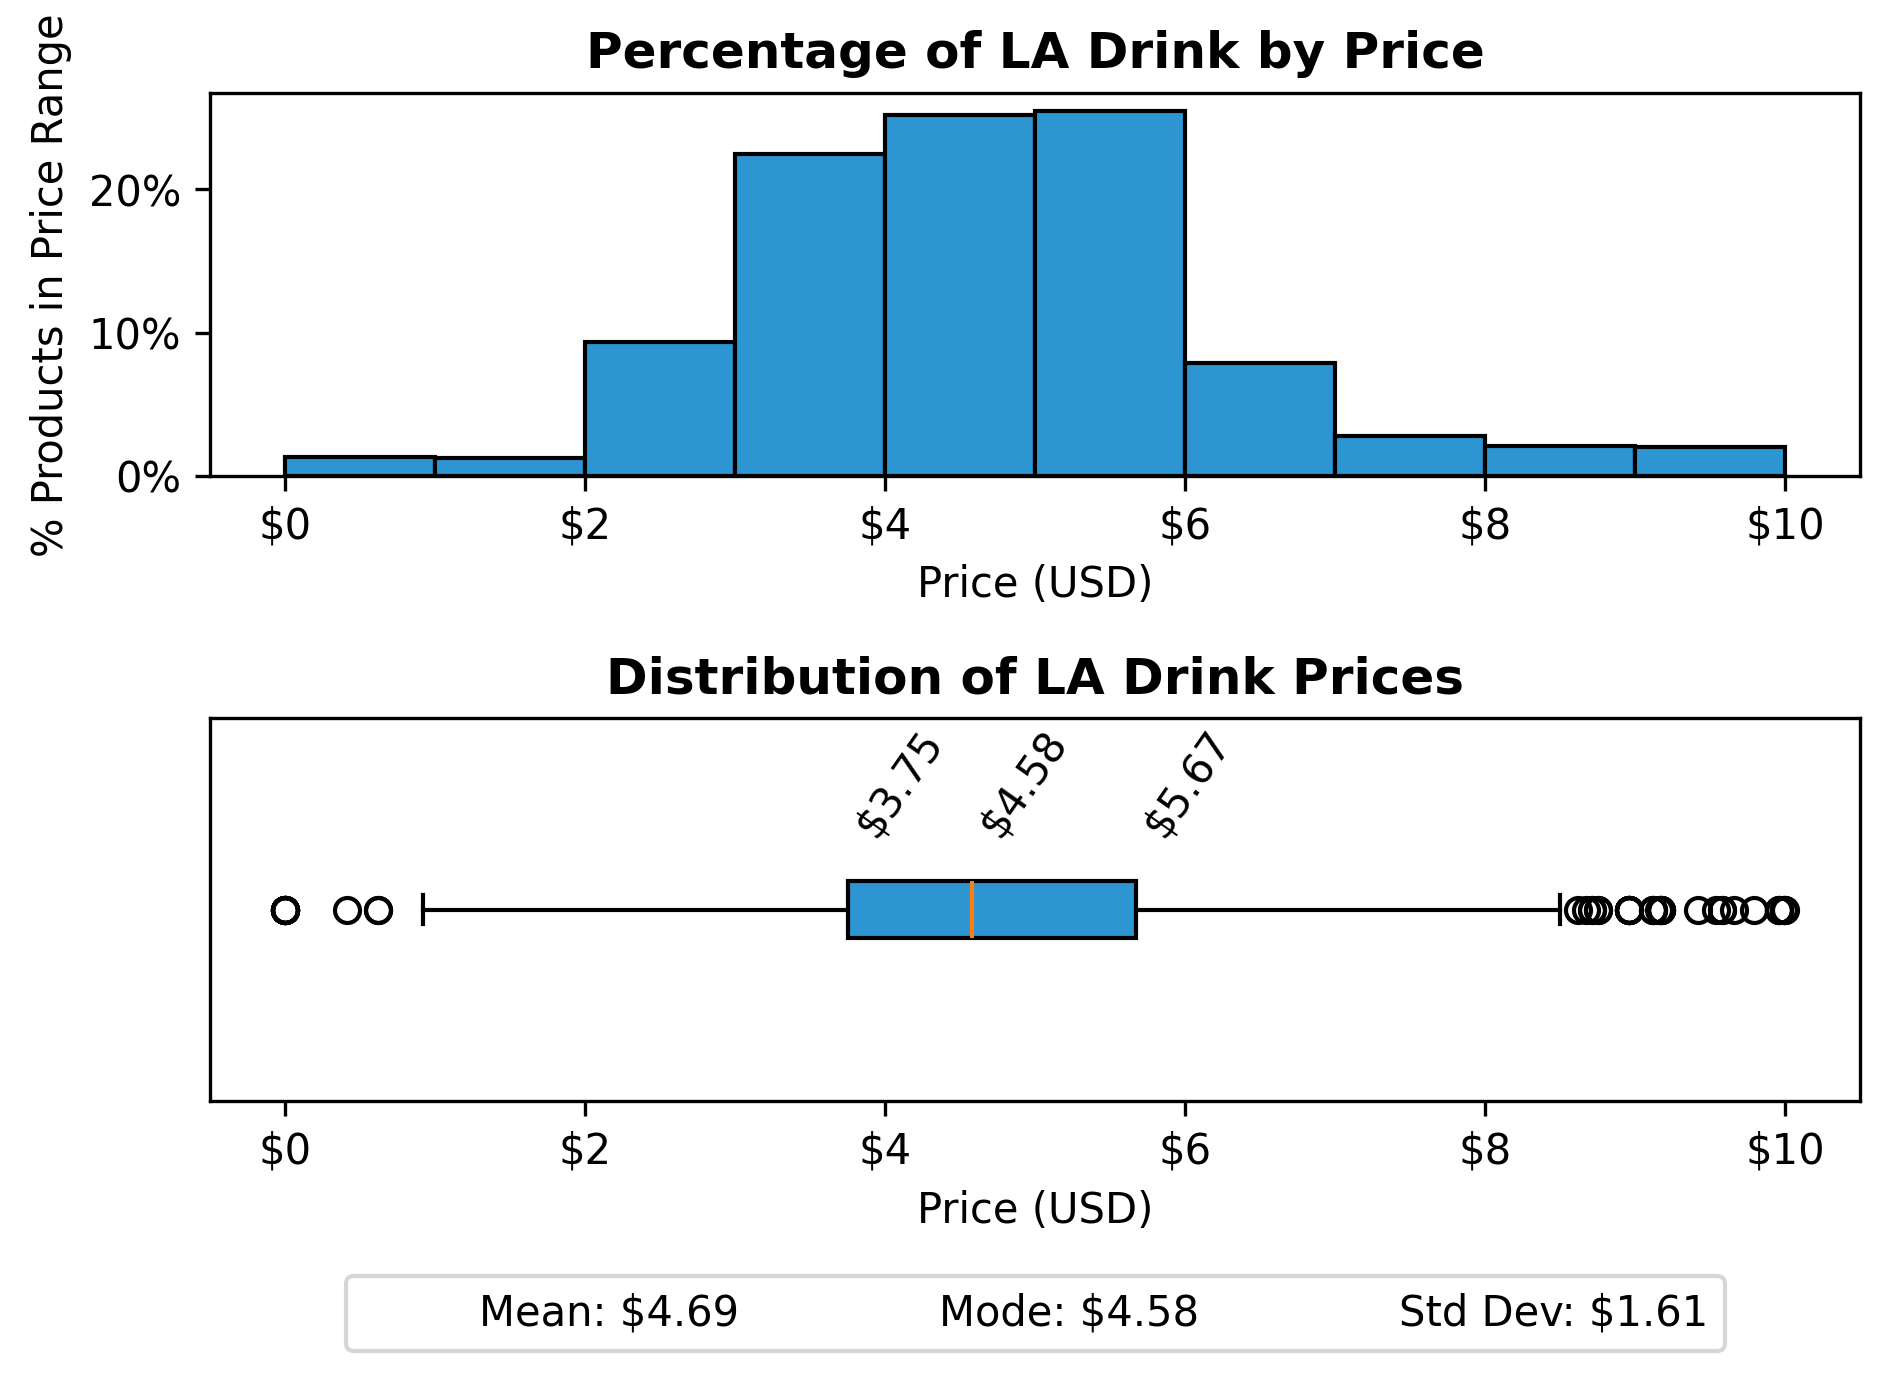 Percentage of LA Drink by Price
% Products in Price Range
20%
10%
0%
$0 $2 $4 $6 $8 $10
Price (USD)
Distribution of LA Drink Prices
$3.75 $4.58 $5.67
$0 $2 $4 $6 $8 $10
Price (USD)
Mean: $4.69 Mode: $4.58 Std Dev: $1.61